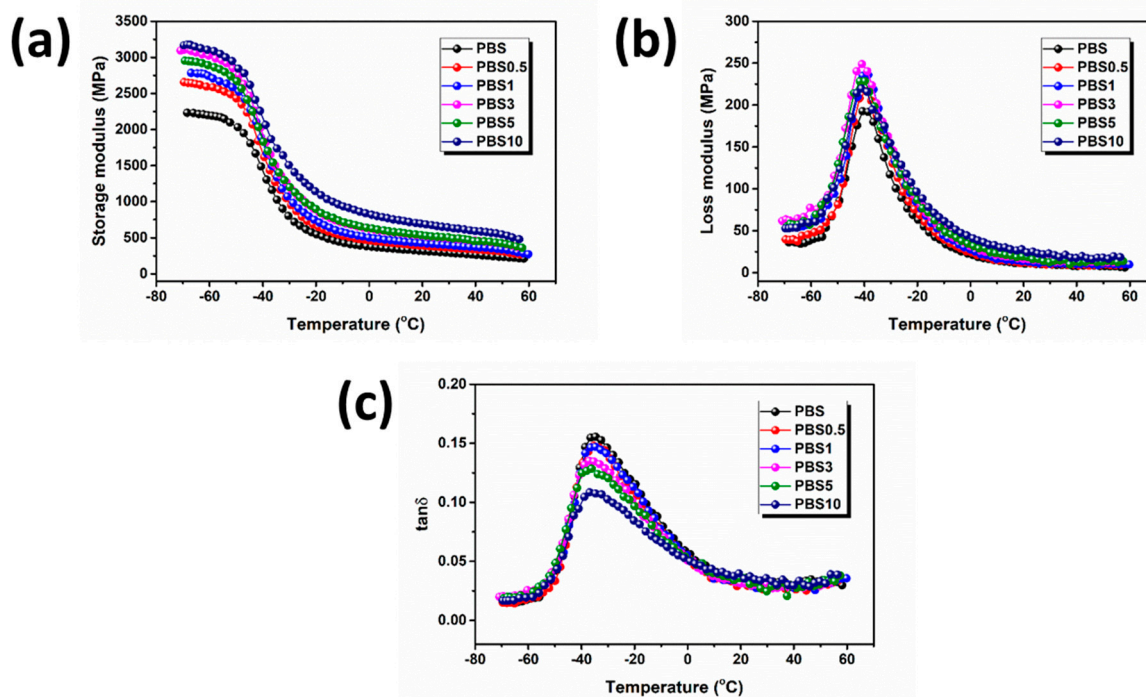 (a)
Storage modulus (MPa)
3500
3000
2500
2000
1500
1000
500
0
-80 -60 -40 -20 0 20 40 60
Temperature (°C)
PBS
PBS0.5
PBS1
PBS3
PBS5
PBS10
(b)
Loss modulus (MPa)
300
250
200
150
100
50
0
-80 -60 -40 -20 0 20 40 60
Temperature (°C)
PBS
PBS0.5
PBS1
PBS3
PBS5
PBS10
(c)
tanδ
0.20
0.15
0.10
0.05
0.00
-80 -60 -40 -20 0 20 40 60 80
Temperature (°C)
PBS
PBS0.5
PBS1
PBS3
PBS5
PBS10